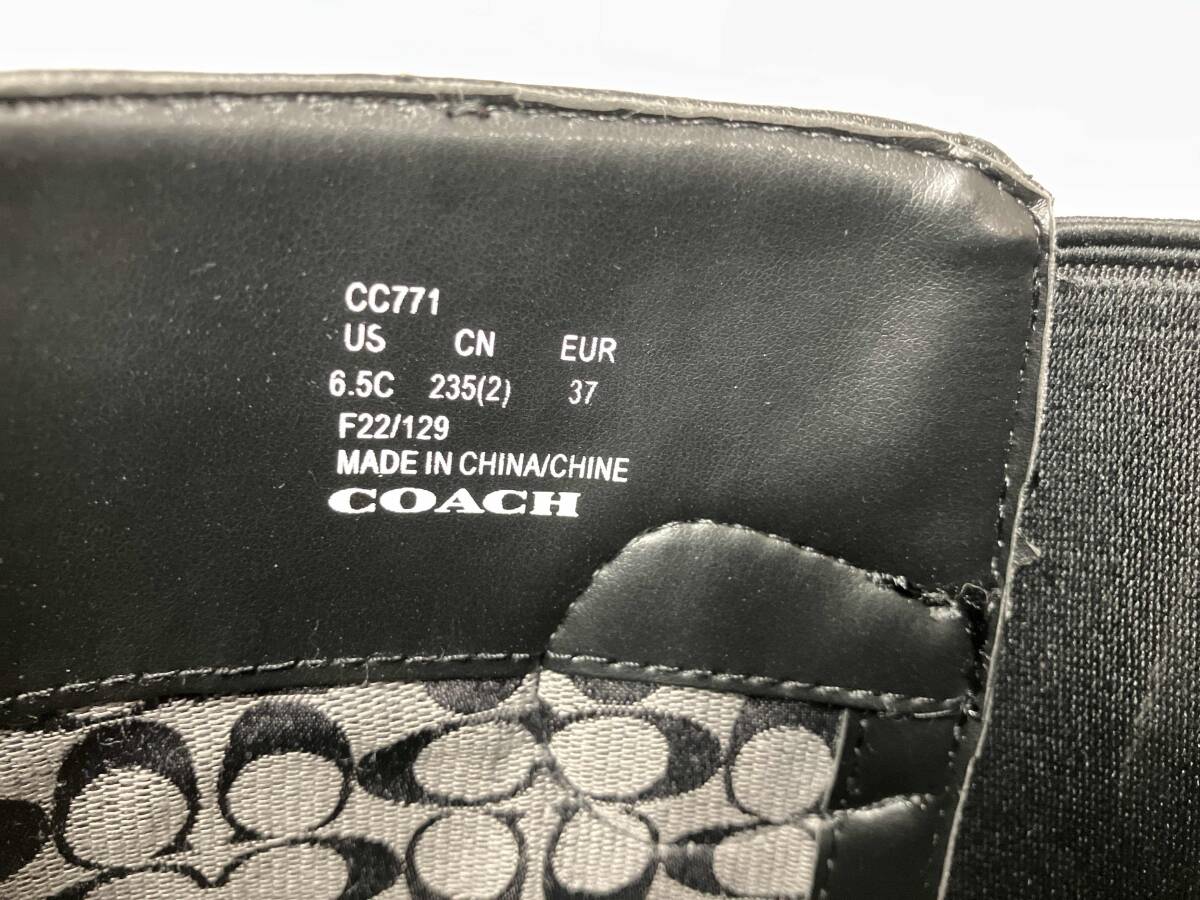 CC771
US CN EUR
6.5C 235(2) 37
F22/129
MADE IN CHINA/CHINE
COACH